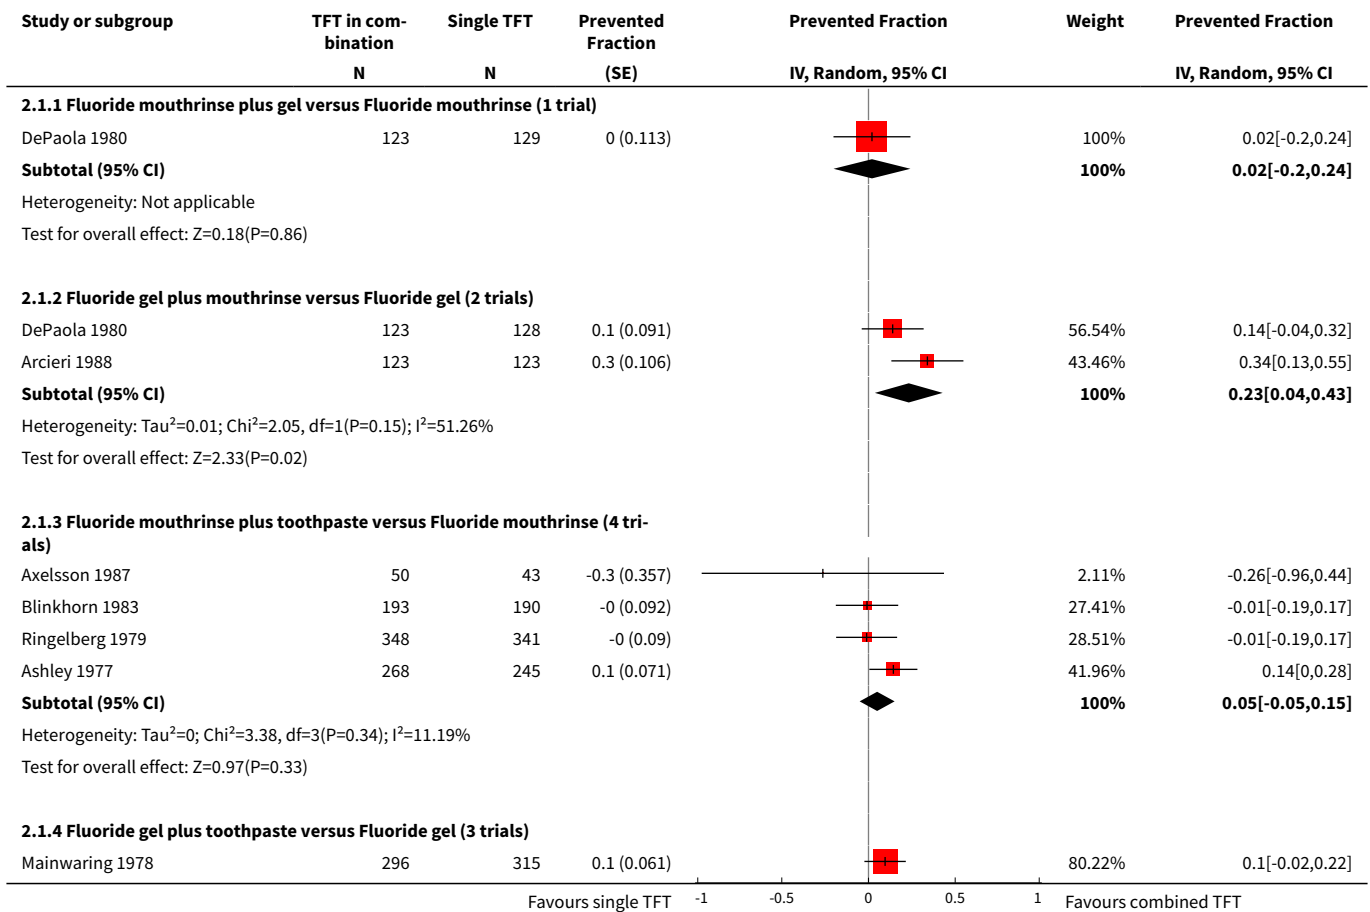 Study or subgroup TFT in com- Single TFT Prevented Prevented Fraction Weight Prevented Fraction
bination Fraction
N N (SE) IV, Random, 95% CI IV, Random, 95% CI
2.1.1 Fluoride mouthrinse plus gel versus Fluoride mouthrinse (1 trial)
DePaola 1980 123 129 0 (0.113) 100% 0.02[-0.2,0.24]
Subtotal (95% CI) 100% 0.02[-0.2,0.24]
Heterogeneity: Not applicable
Test for overall effect: Z=0.18(P=0.86)
2.1.2 Fluoride gel plus mouthrinse versus Fluoride gel (2 trials)
DePaola 1980 123 128 0.1 (0.091) 56.54% 0.14[-0.04,0.32]
Arcieri 1988 123 123 0.3 (0.106) 43.46% 0.34[0.13,0.55]
Subtotal (95% CI) 100% 0.23[0.04,0.43]
Heterogeneity: Tau²=0.01; Chi²=2.05, df=1(P=0.15); I²=51.26%
Test for overall effect: Z=2.33(P=0.02)
2.1.3 Fluoride mouthrinse plus toothpaste versus Fluoride mouthrinse (4 tri-
als)
Axelsson 1987 50 43 -0.3 (0.357) 2.11% -0.26[-0.96,0.44]
Blinkhorn 1983 193 190 -0 (0.092) 27.41% -0.01[-0.19,0.17]
Ringelberg 1979 348 341 -0 (0.09) 28.51% -0.01[-0.19,0.17]
Ashley 1977 268 245 0.1 (0.071) 41.96% 0.14[0,0.28]
Subtotal (95% CI) 100% 0.05[-0.05,0.15]
Heterogeneity: Tau²=0; Chi²=3.38, df=3(P=0.34); I²=11.19%
Test for overall effect: Z=0.97(P=0.33)
2.1.4 Fluoride gel plus toothpaste versus Fluoride gel (3 trials)
Mainwaring 1978 296 315 0.1 (0.061) 80.22% 0.1[-0.02,0.22]
Favours single TFT -1 -0.5 0 0.5 1 Favours combined TFT